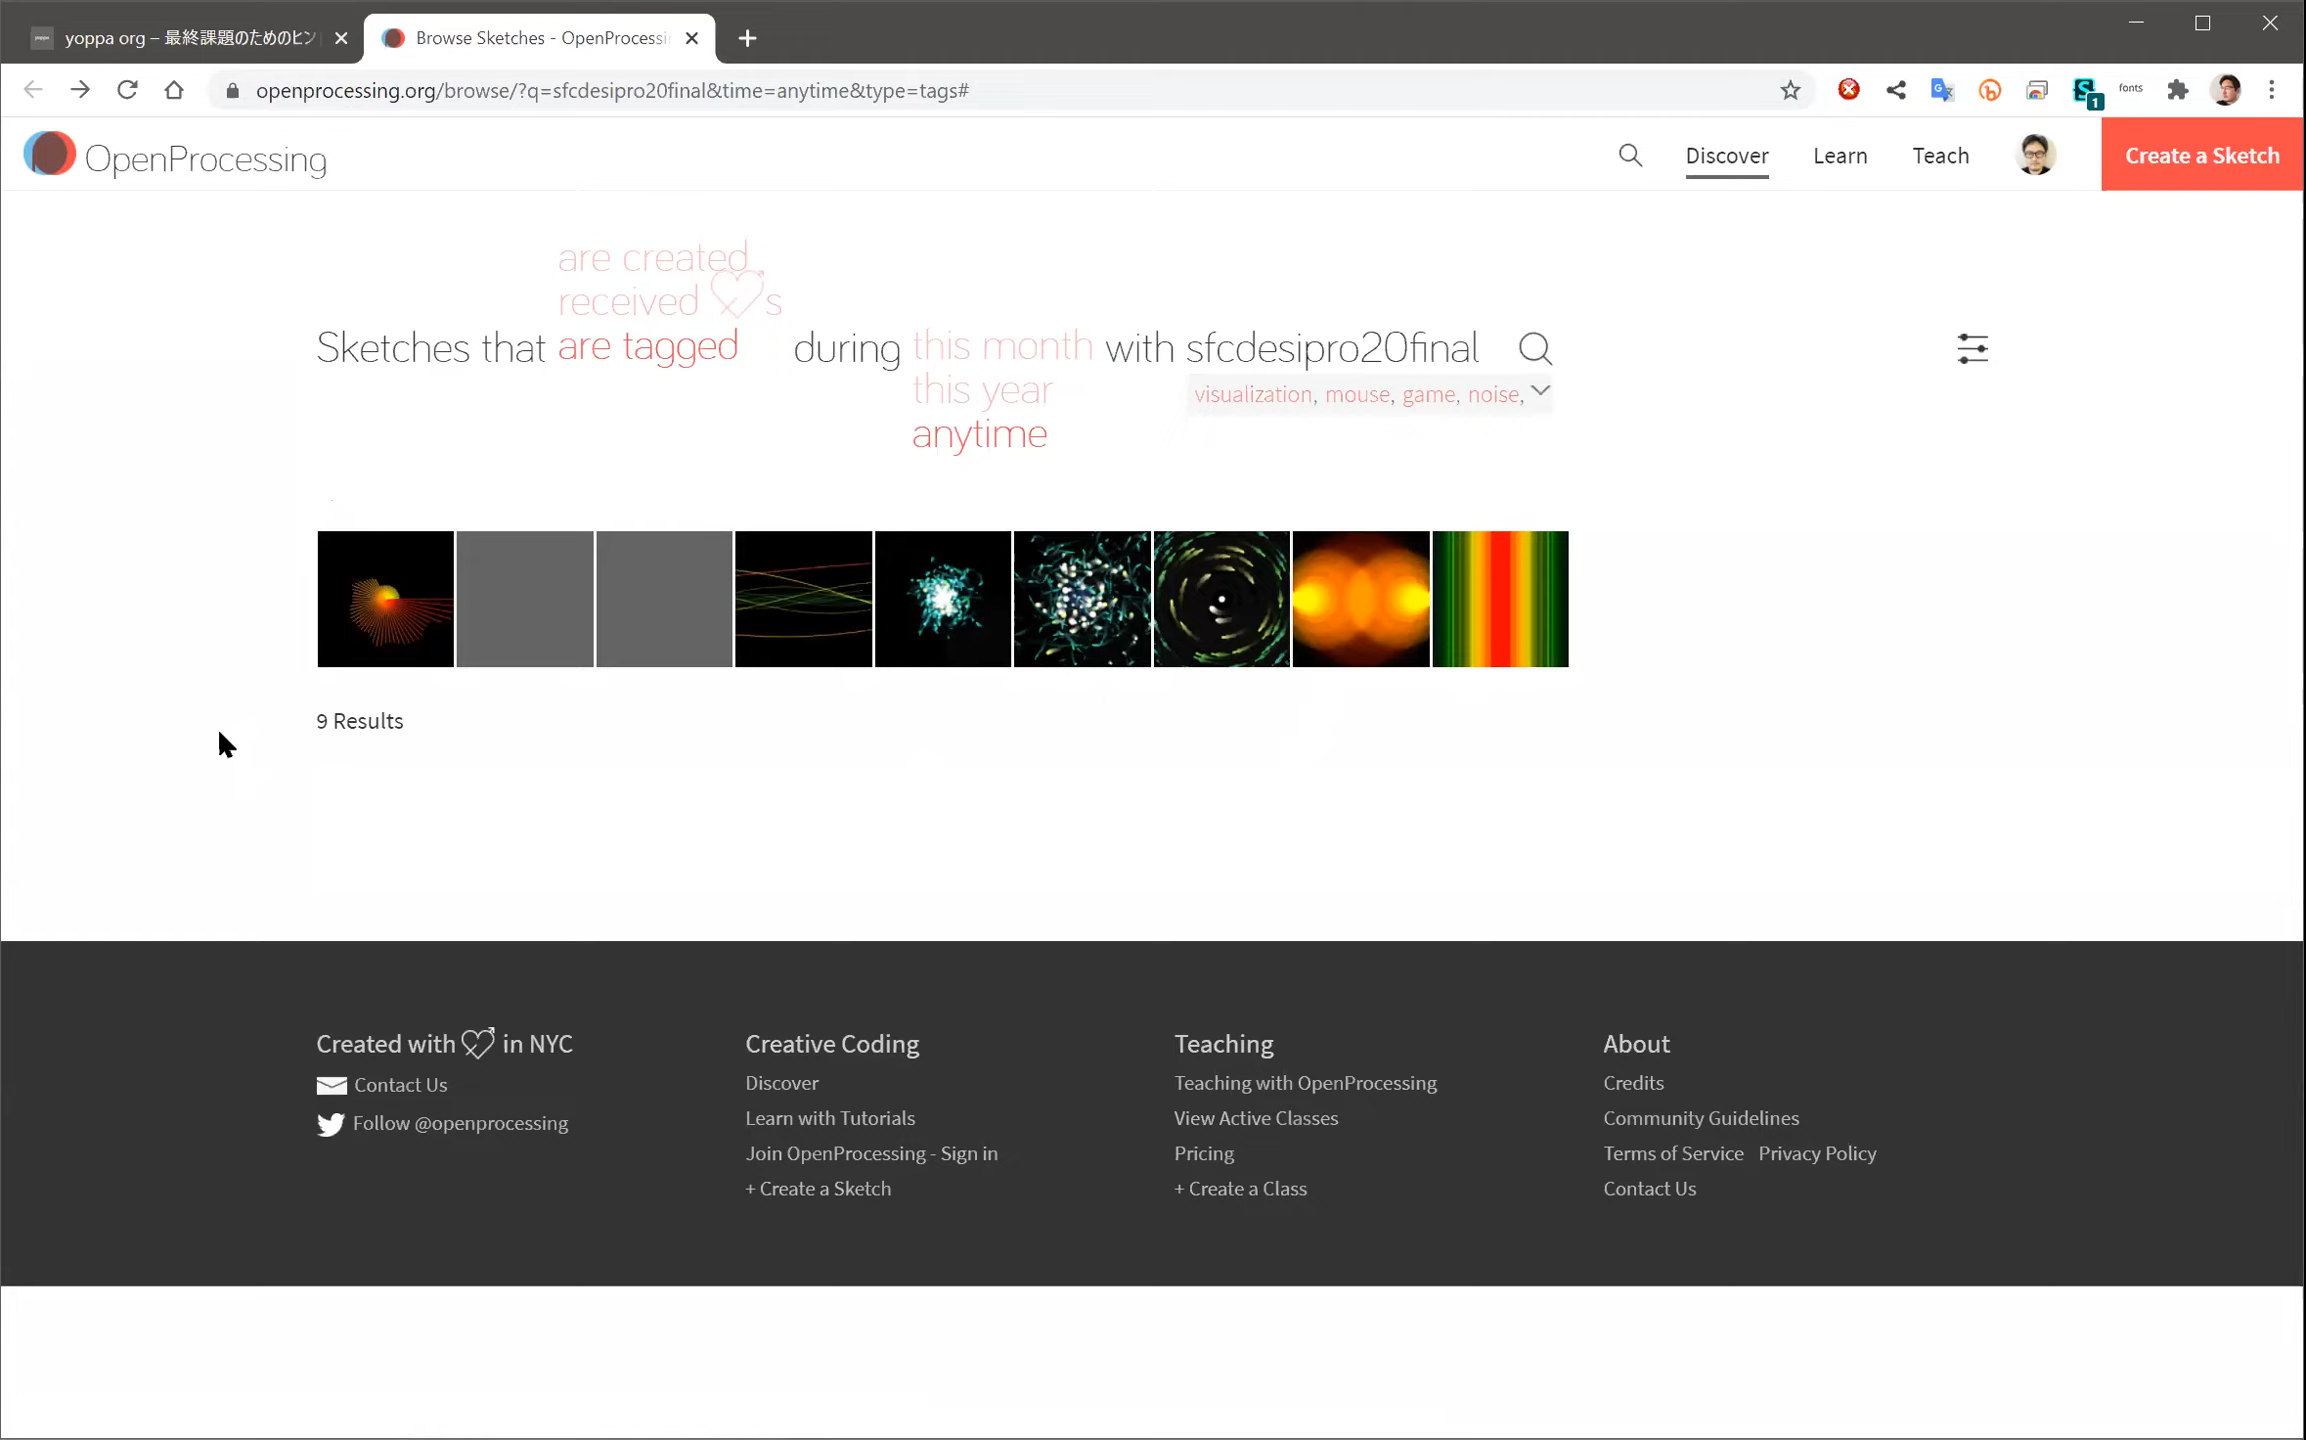 yoppa org – 最終課題のためのヒン
Browse Sketches - OpenProcessi
openprocessing.org/browse/?q=sfcdesipro20final&time=anytime&type=tags#
fonts
1
OpenProcessing
Discover
Learn
Teach
Create a Sketch
are created
received s
Sketches that are tagged during this month with sfcdesipro20final
this year
visualization, mouse, game, noise,
anytime
9 Results
Created with in NYC
Contact Us
Follow @openprocessing
Creative Coding
Discover
Learn with Tutorials
Join OpenProcessing - Sign in
+ Create a Sketch
Teaching
Teaching with OpenProcessing
View Active Classes
Pricing
+ Create a Class
About
Credits
Community Guidelines
Terms of Service Privacy Policy
Contact Us